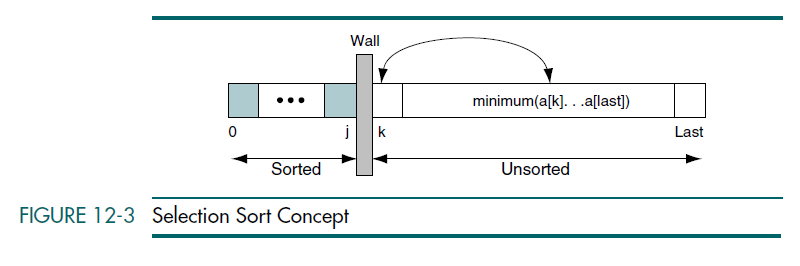 Wall
•••
minimum(a[k]. . .a[last])
0 j k Last
Sorted Unsorted
FIGURE 12-3 Selection Sort Concept